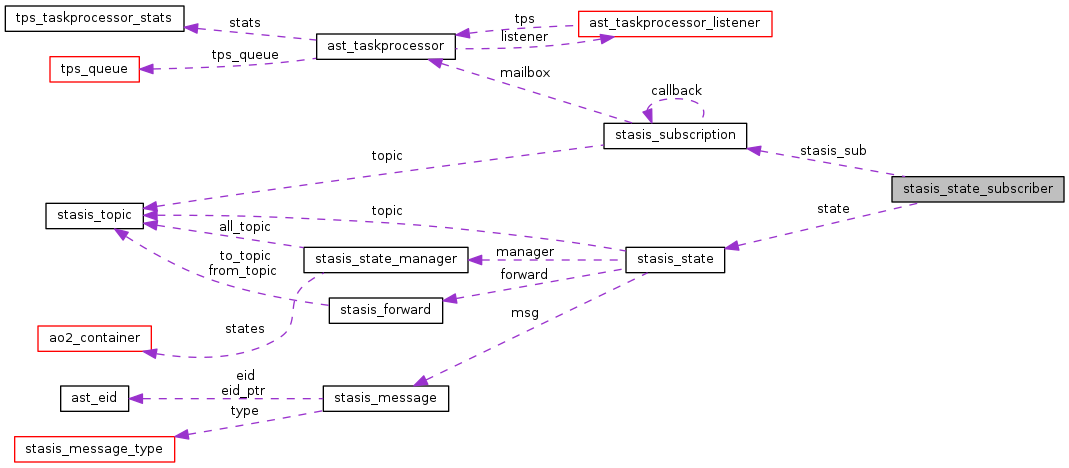 tps_taskprocessor_stats
stats
tps
ast_taskprocessor_listener
listener
ast_taskprocessor
tps_queue
tps_queue
mailbox
callback
stasis_subscription
stasis_sub
topic
stasis_state_subscriber
stasis_topic
topic
state
all_topic
manager
stasis_state_manager
stasis_state
to_topic
from_topic
forward
stasis_forward
msg
states
ao2_container
eid
eid_ptr
ast_eid
stasis_message
type
stasis_message_type